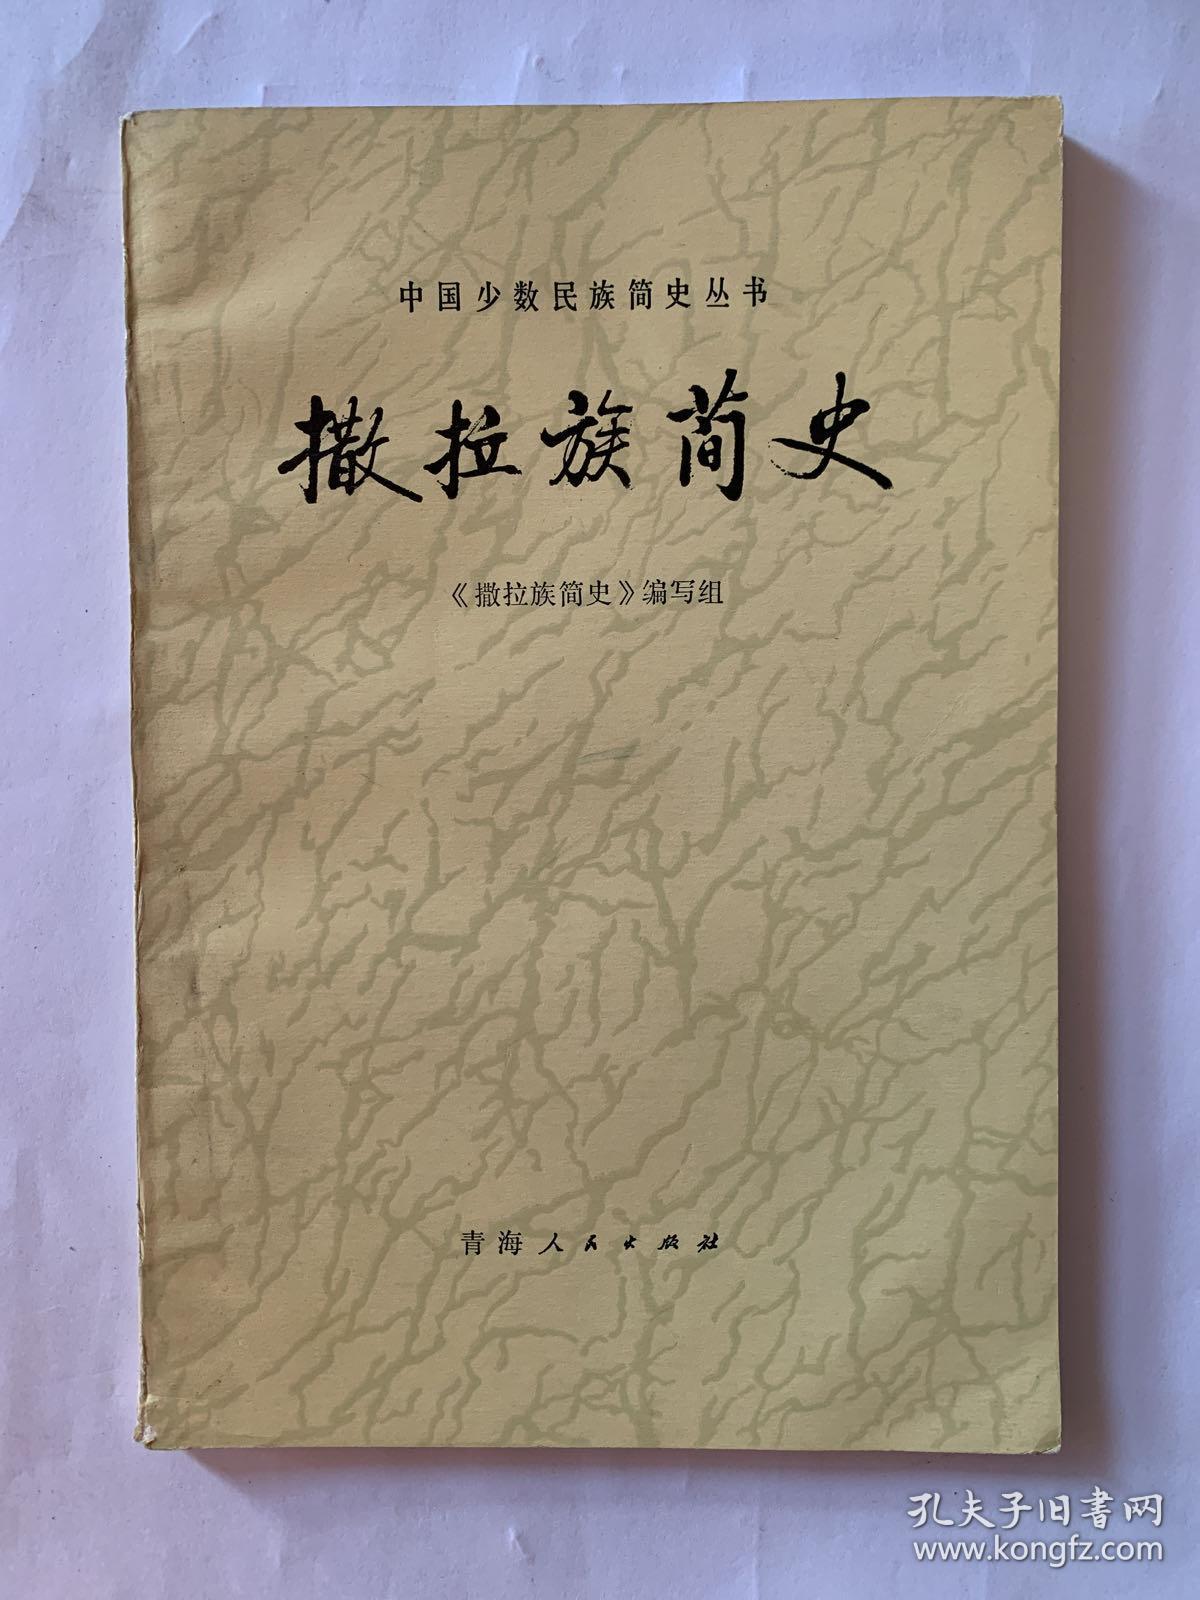 中国少数民族简史丛书
撒拉族简史
《撒拉族简史》编写组
青海人民出版社
孔夫子旧书网
www.kongfz.com